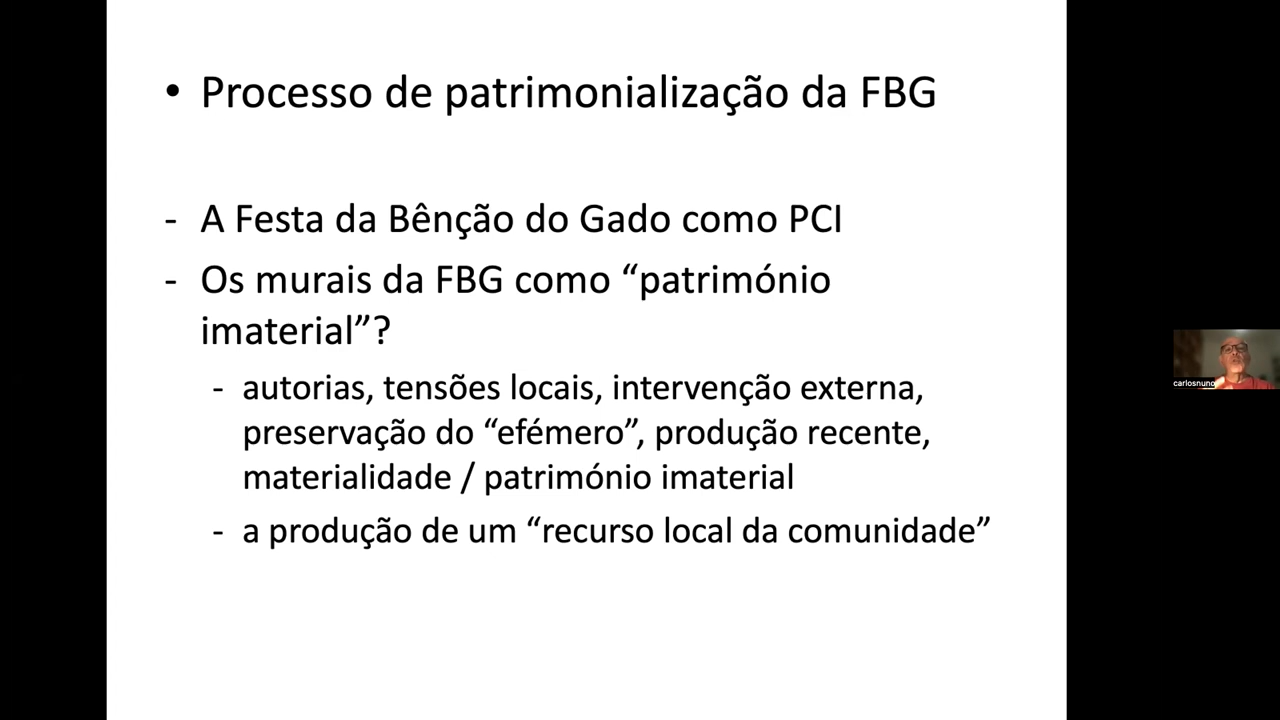 • Processo de patrimonialização da FBG
- A Festa da Bênção do Gado como PCI
- Os murais da FBG como “património
imaterial”?
- autorias, tensões locais, intervenção externa,
preservação do “efémero”, produção recente,
materialidade / património imaterial
- a produção de um “recurso local da comunidade”
carlosnuno